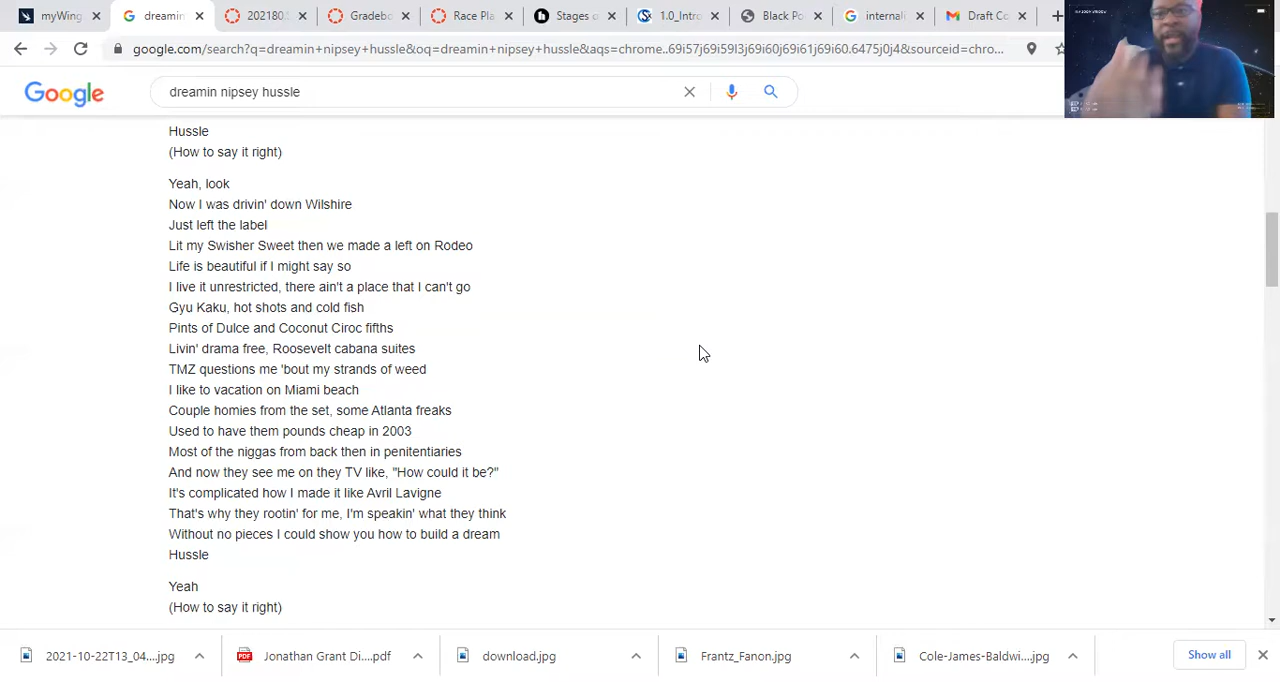 myWing
dreamin
202180
Gradeb
Race Pla
Stages o
1.0_Intro
Black Po
internali
Draft Co
google.com/search?q=dreamin+nipsey+hussle&oq=dreamin+nipsey+hussle&aqs=chrome..69i57j69i59l3j69i60j69i61j69i60.6475j0j4&sourceid=chro...
Google
dreamin nipsey hussle
Hussle
(How to say it right)
Yeah, look
Now I was drivin' down Wilshire
Just left the label
Lit my Swisher Sweet then we made a left on Rodeo
Life is beautiful if I might say so
I live it unrestricted, there ain't a place that I can't go
Gyu Kaku, hot shots and cold fish
Pints of Dulce and Coconut Ciroc fifths
Livin' drama free, Roosevelt cabana suites
TMZ questions me 'bout my strands of weed
I like to vacation on Miami beach
Couple homies from the set, some Atlanta freaks
Used to have them pounds cheap in 2003
Most of the niggas from back then in penitentiaries
And now they see me on they TV like, "How could it be?"
It's complicated how I made it like Avril Lavigne
That's why they rootin' for me, I'm speakin' what they think
Without no pieces I could show you how to build a dream
Hussle
Yeah
(How to say it right)
2021-10-22T13_04....jpg
Jonathan Grant Di....pdf
download.jpg
Frantz_Fanon.jpg
Cole-James-Baldwi....jpg
Show all